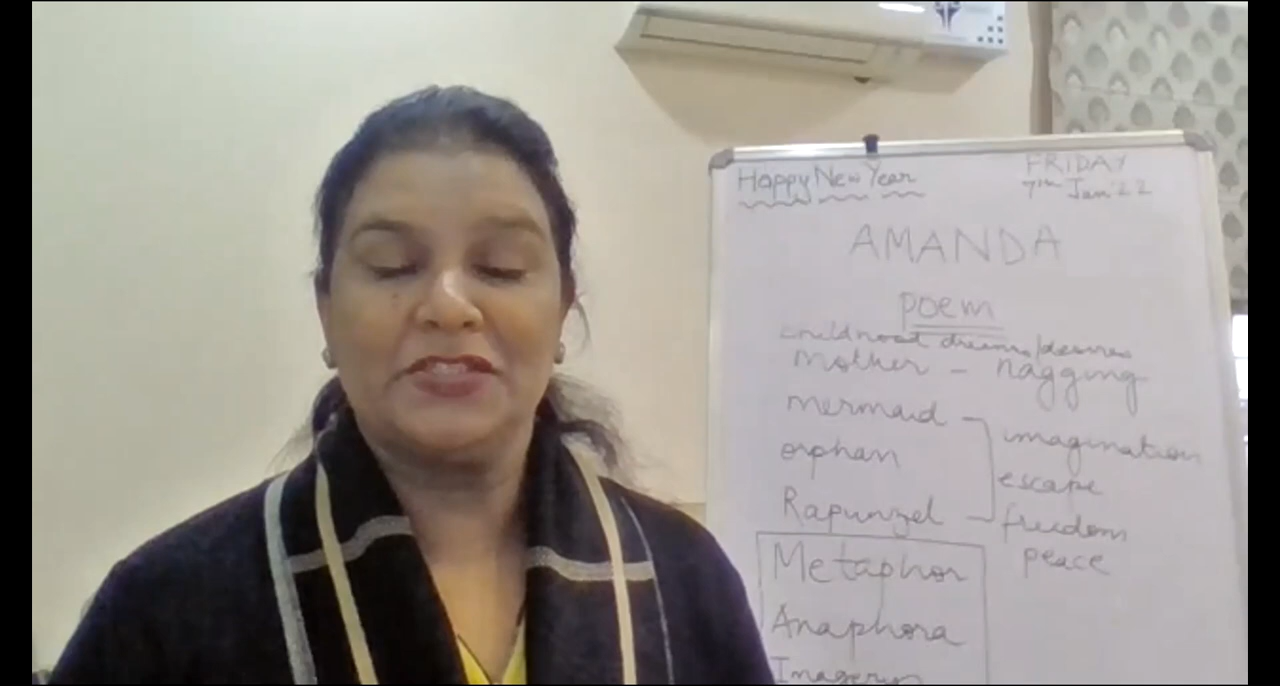 Happy New Year
FRIDAY
7th Jan'22
AMANDA
poem
childhood dreams/desires
Mother - nagging
mermaid -
orphan
Rapunzel -
imagination
escape
freedom
peace
Metaphor
Anaphora
Imagery